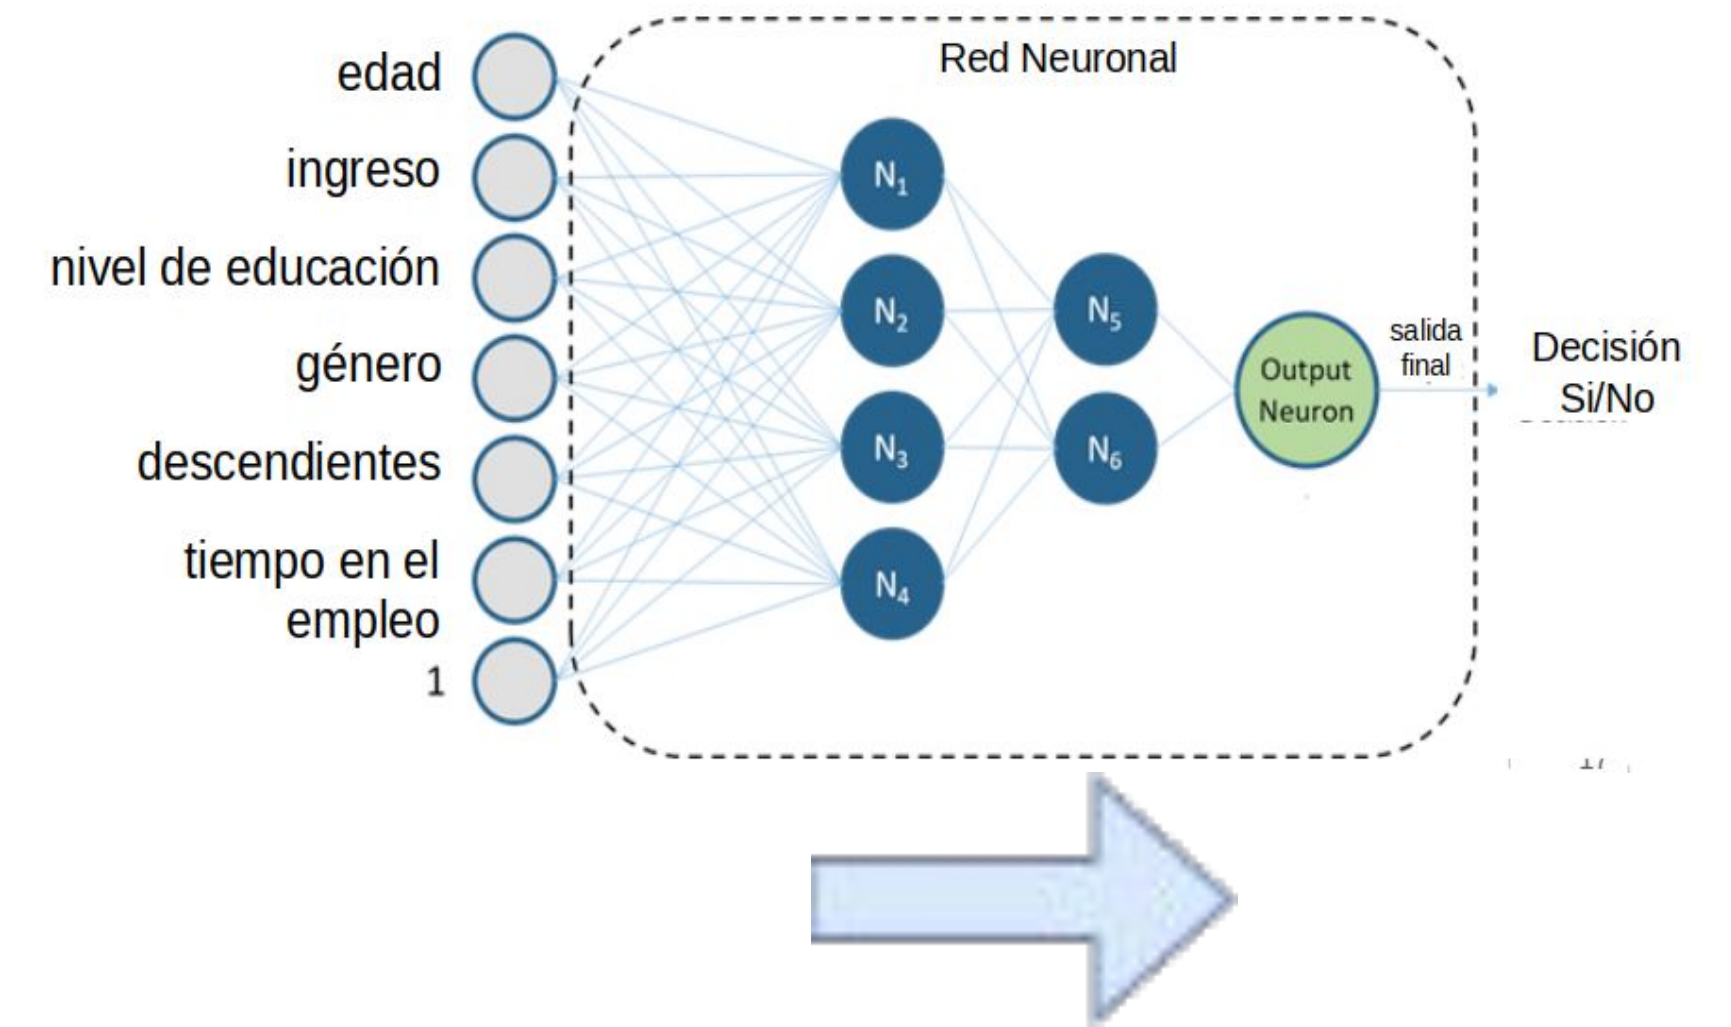 Red Neuronal
edad
ingreso
nivel de educación
género
descendientes
tiempo en el
empleo
1
N1
N2
N3
N4
N5
N6
Output
Neuron
salida
final
Decisión
Si/No